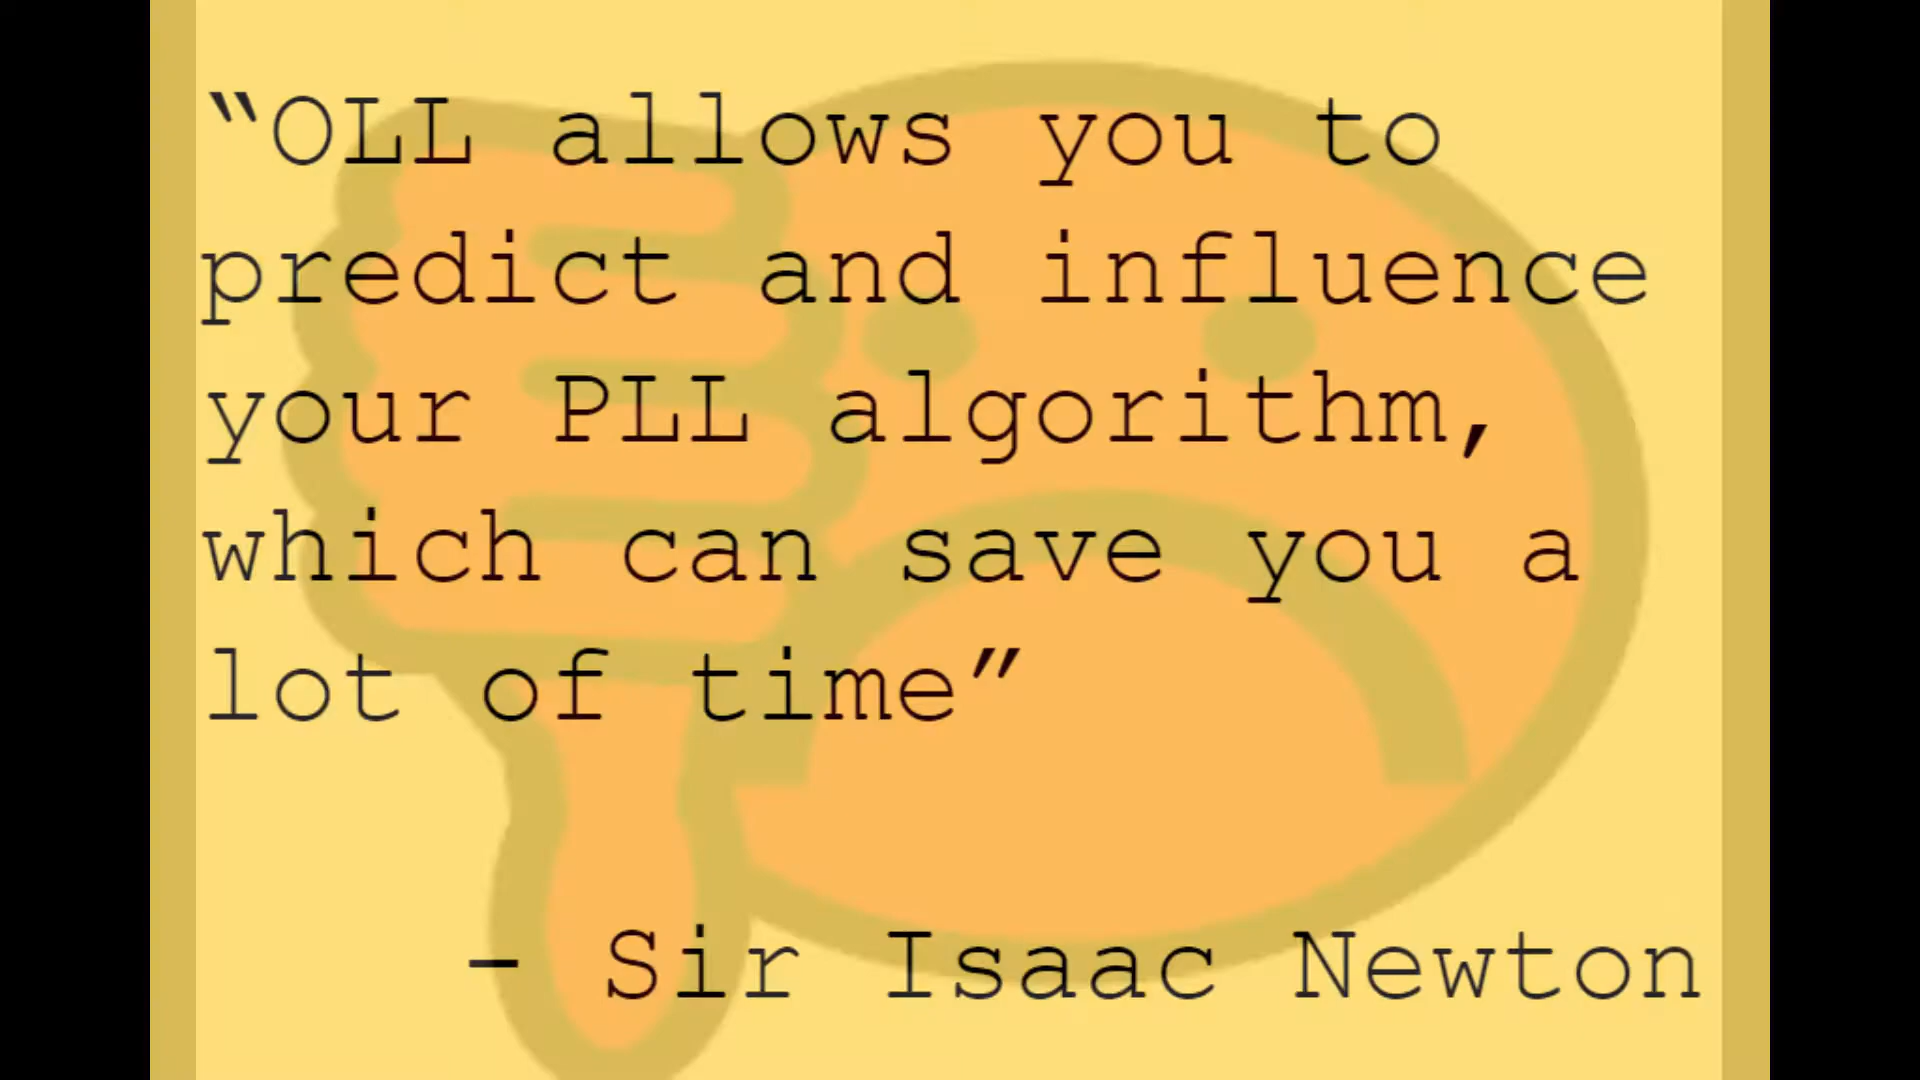 “OLL allows you to
predict and influence
your PLL algorithm,
which can save you a
lot of time”
- Sir Isaac Newton